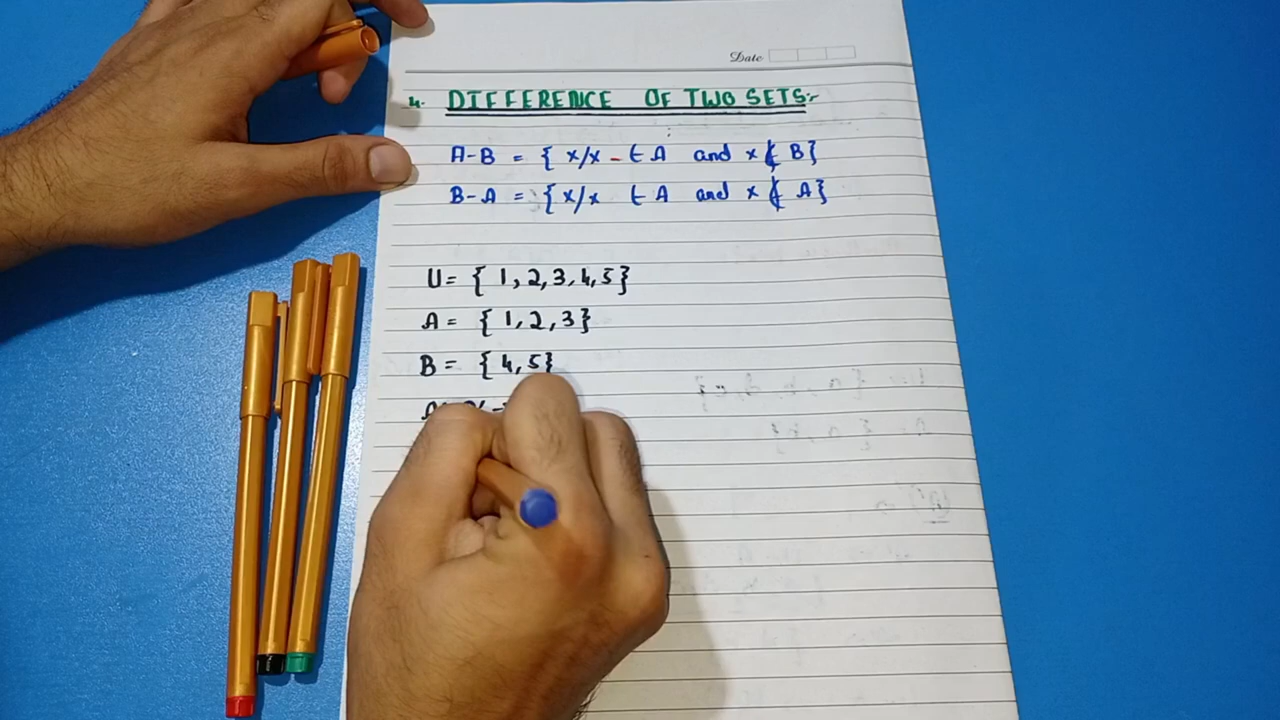 Date
4. DIFFERENCE OF TWO SETS:-
A-B = { x/x - ∈ A and x ∉ B}
B-A = { x/x ∈ A and x ∉ A}
U= { 1, 2, 3, 4, 5}
A = { 1, 2, 3}
B = { 4, 5}